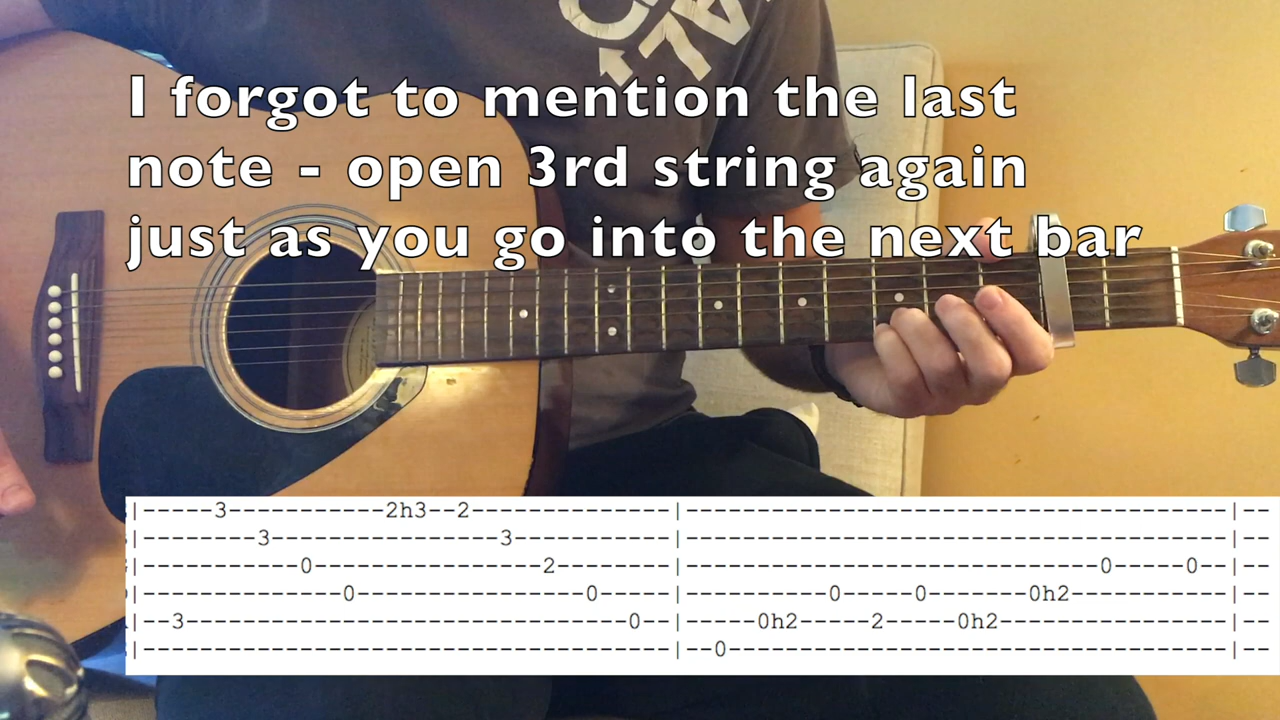 I forgot to mention the last
note - open 3rd string again
just as you go into the next bar
|-----3-----------2h3--2--------------|--------------------------------------|--
|--------3----------------3-----------|--------------------------------------|--
|-----------0----------------2--------|-----------------------------0-----0--|--
|--------------0----------------0-----|----------0-----0-------0h2-----------|--
|--3--------------------------------0--|-----0h2-----2-----0h2----------------|--
|-------------------------------------|--0-----------------------------------|--